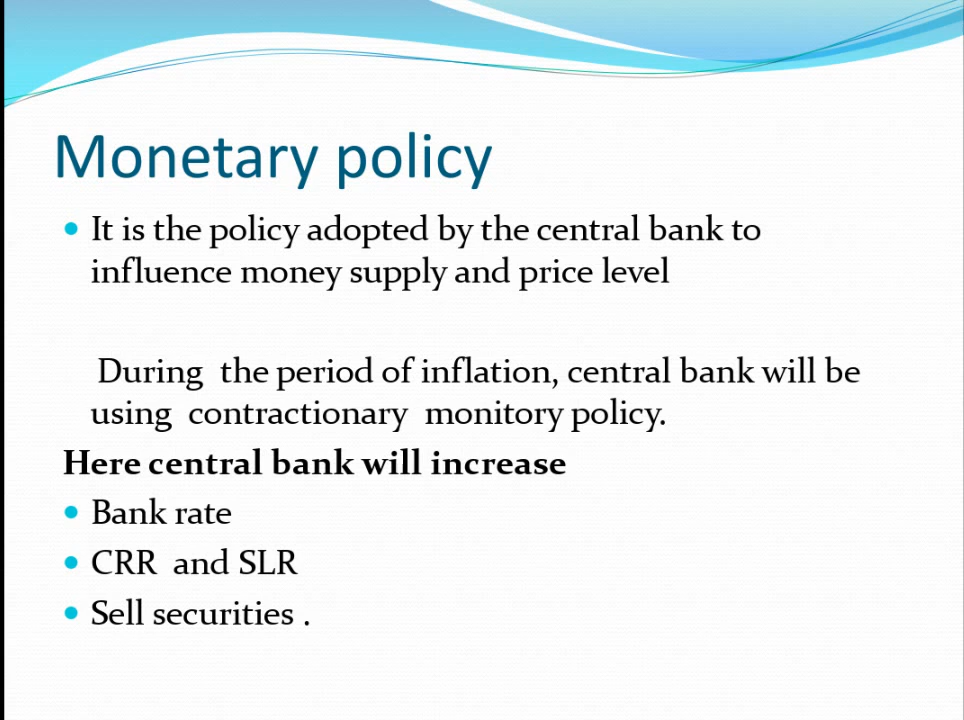 Monetary policy
It is the policy adopted by the central bank to
influence money supply and price level
During the period of inflation, central bank will be
using contractionary monitory policy.
Here central bank will increase
Bank rate
CRR and SLR
Sell securities .